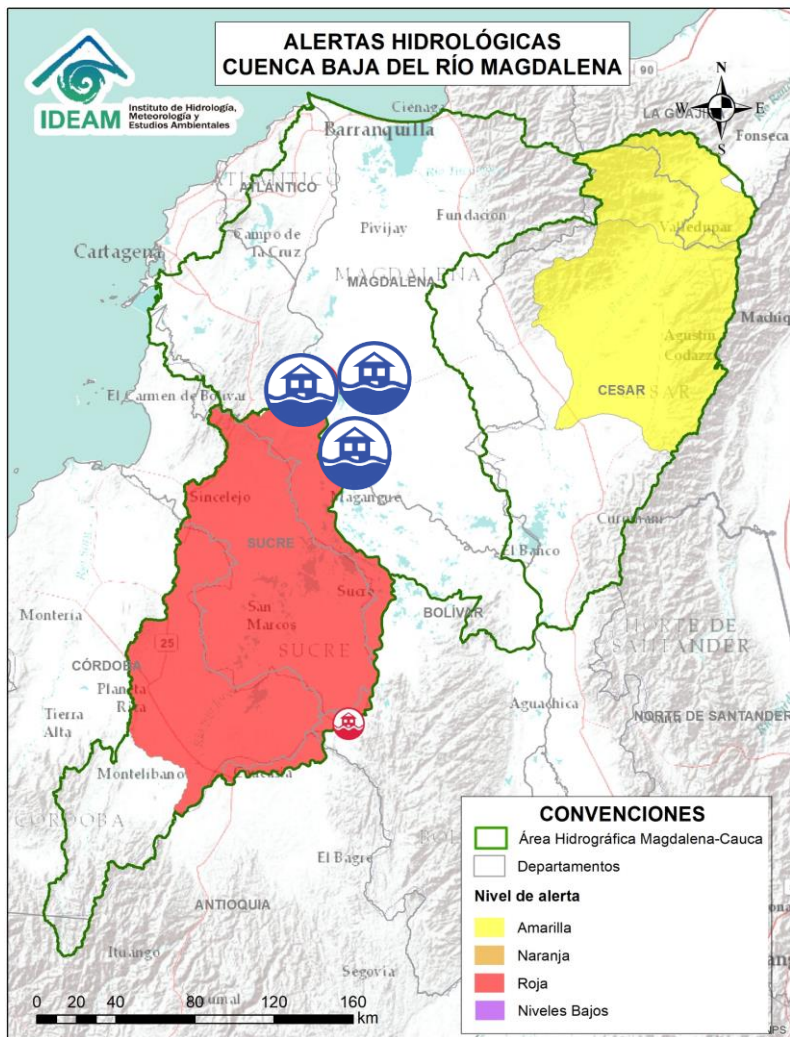 ALERTAS HIDROLÓGICAS
CUENCA BAJA DEL RÍO MAGDALENA
IDEAM
Instituto de Hidrología,
Meteorología y
Estudios Ambientales
N
W
E
S
90
LA GUAJIRA
Fonseca
Ciénaga
Barranquilla
ATLÁNTICO
ATLÁNTICO
Fundación
Valledupar
Pivijay
Campo de
la Cruz
Cartagena
MAGDALENA
MAGDALENA
Machiq
Agustín
Codazzi
CESAR
CESAR
El Carmen de Bolívar
Sincelejo
Magangué
Curumaní
SUCRE
El Banco
Sucre
San
Marcos
BOLÍVAR
Montería
SUCRE
NORTE DE
SANTANDER
25
CÓRDOBA
Planeta
Rica
Aguachica
NORTE DE SANTANDER
Tierra
Alta
Montelíbano
Caucasia
CÓRDOBA
El Bagre
ANTIOQUIA
Ituango
Segovia
CONVENCIONES
Área Hidrográfica Magdalena-Cauca
Departamentos
Nivel de alerta
Amarilla
Naranja
Roja
Niveles Bajos
0 20 40 80 120 160
km